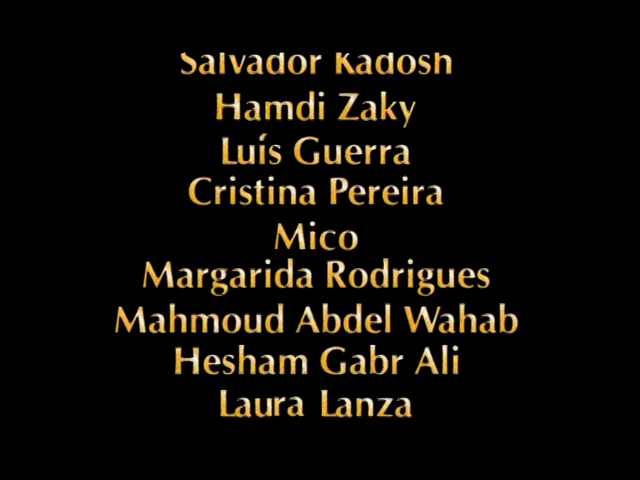 Salvador Kadosh
Hamdi Zaky
Luís Guerra
Cristina Pereira
Mico
Margarida Rodrigues
Mahmoud Abdel Wahab
Hesham Gabr Ali
Laura Lanza